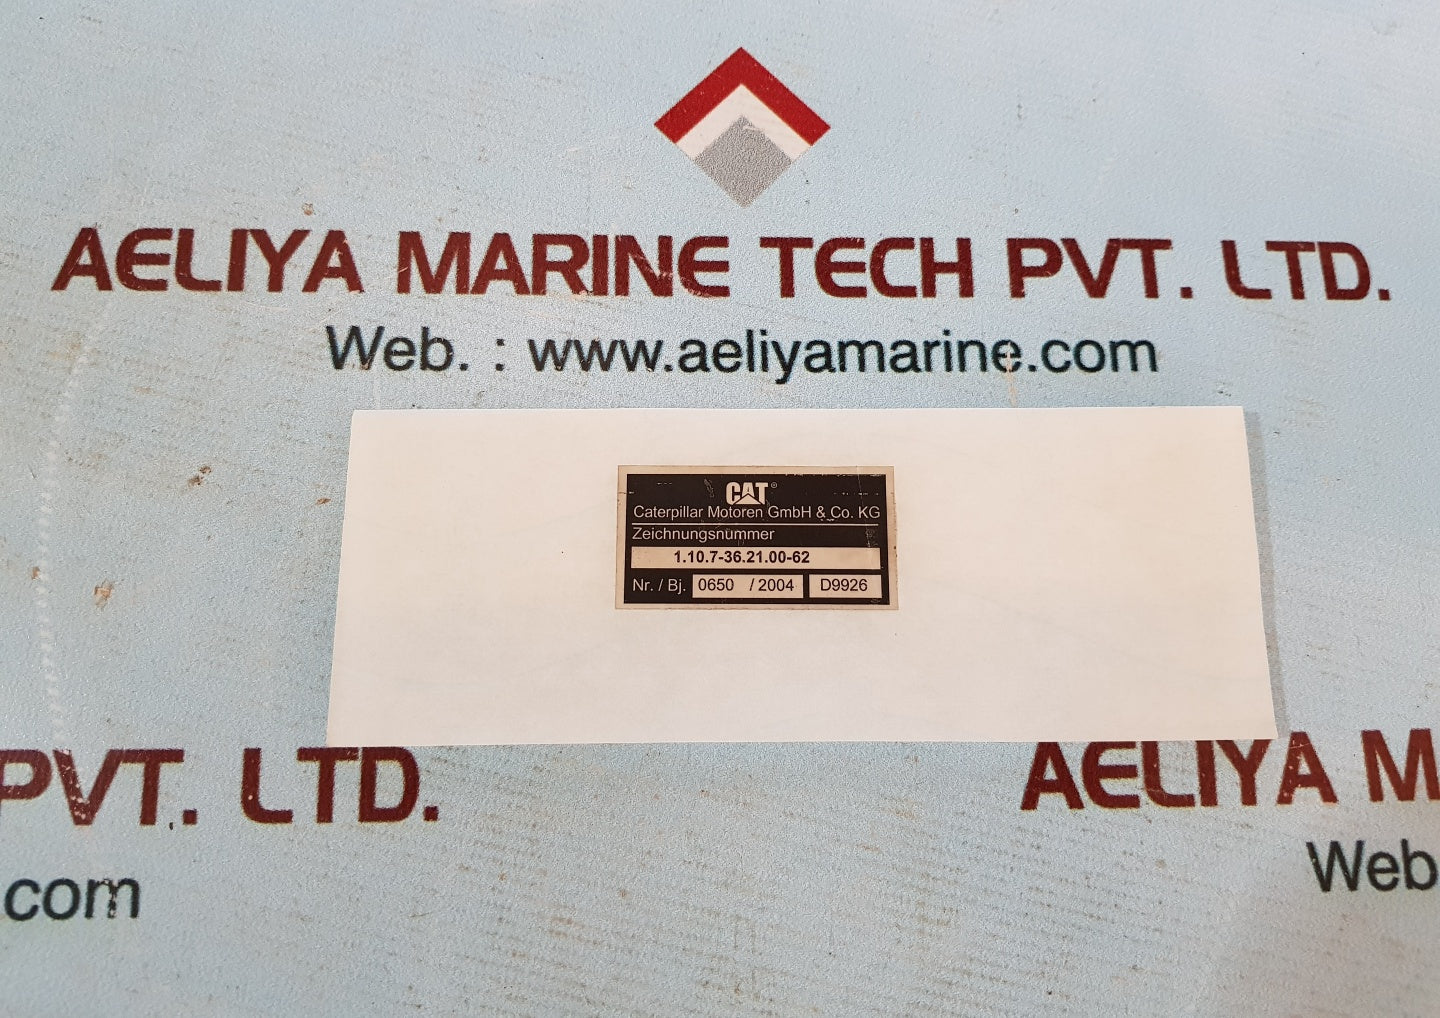 AELIYA MARINE TECH PVT. LTD.
Web. : www.aeliyamarine.com
CAT®
Caterpillar Motoren GmbH & Co. KG
Zeichnungsnummer
1.10.7-36.21.00-62
Nr. / Bj. 0650 / 2004 D9926
PVT. LTD.
AELIYA M
.com
Web